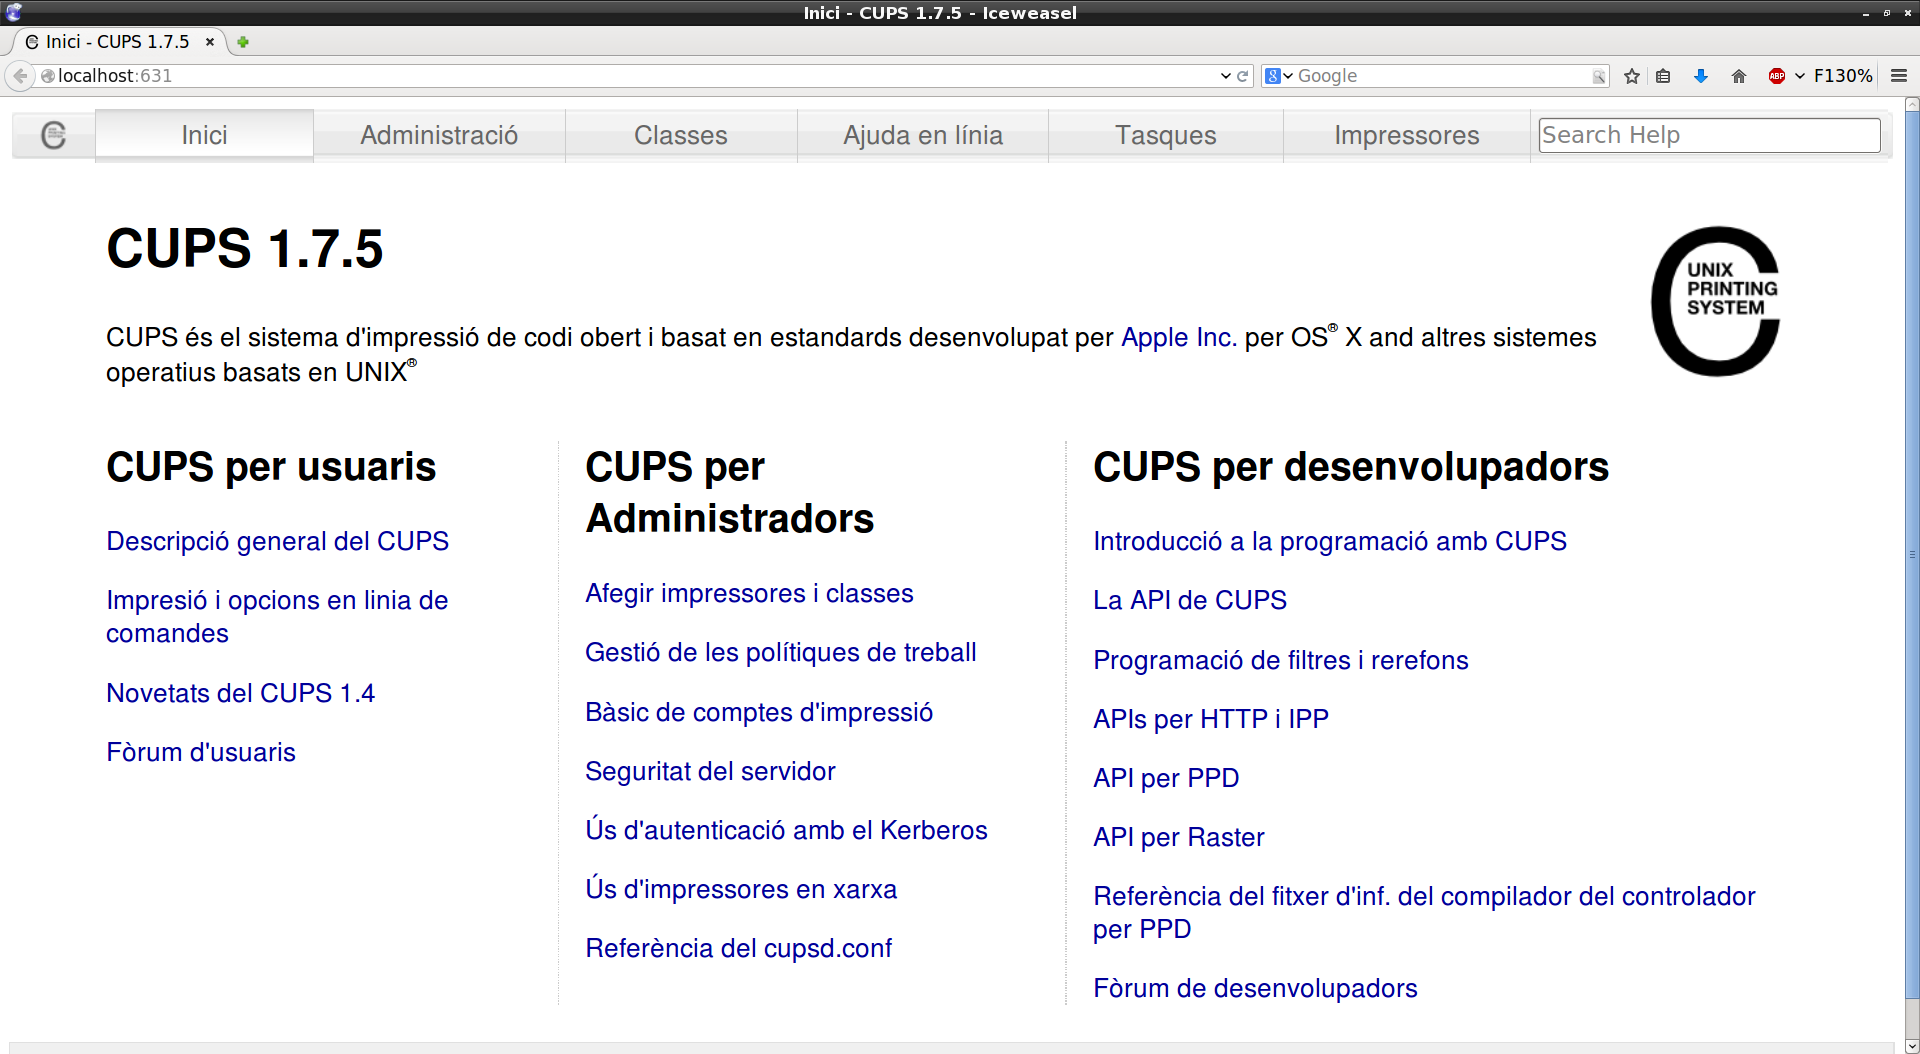 Inici - CUPS 1.7.5 - Iceweasel
Inici - CUPS 1.7.5
localhost:631
Google
ABP
F130%
Inici
Administració
Classes
Ajuda en línia
Tasques
Impressores
Search Help
CUPS 1.7.5
UNIX
PRINTING
SYSTEM
CUPS és el sistema d'impressió de codi obert i basat en estandards desenvolupat per Apple Inc. per OS® X and altres sistemes
operatius basats en UNIX®
CUPS per usuaris
Descripció general del CUPS
Impresió i opcions en linia de
comandes
Novetats del CUPS 1.4
Fòrum d'usuaris
CUPS per
Administradors
Afegir impressores i classes
Gestió de les polítiques de treball
Bàsic de comptes d'impressió
Seguritat del servidor
Ús d'autenticació amb el Kerberos
Ús d'impressores en xarxa
Referència del cupsd.conf
CUPS per desenvolupadors
Introducció a la programació amb CUPS
La API de CUPS
Programació de filtres i rerefons
APIs per HTTP i IPP
API per PPD
API per Raster
Referència del fitxer d'inf. del compilador del controlador
per PPD
Fòrum de desenvolupadors